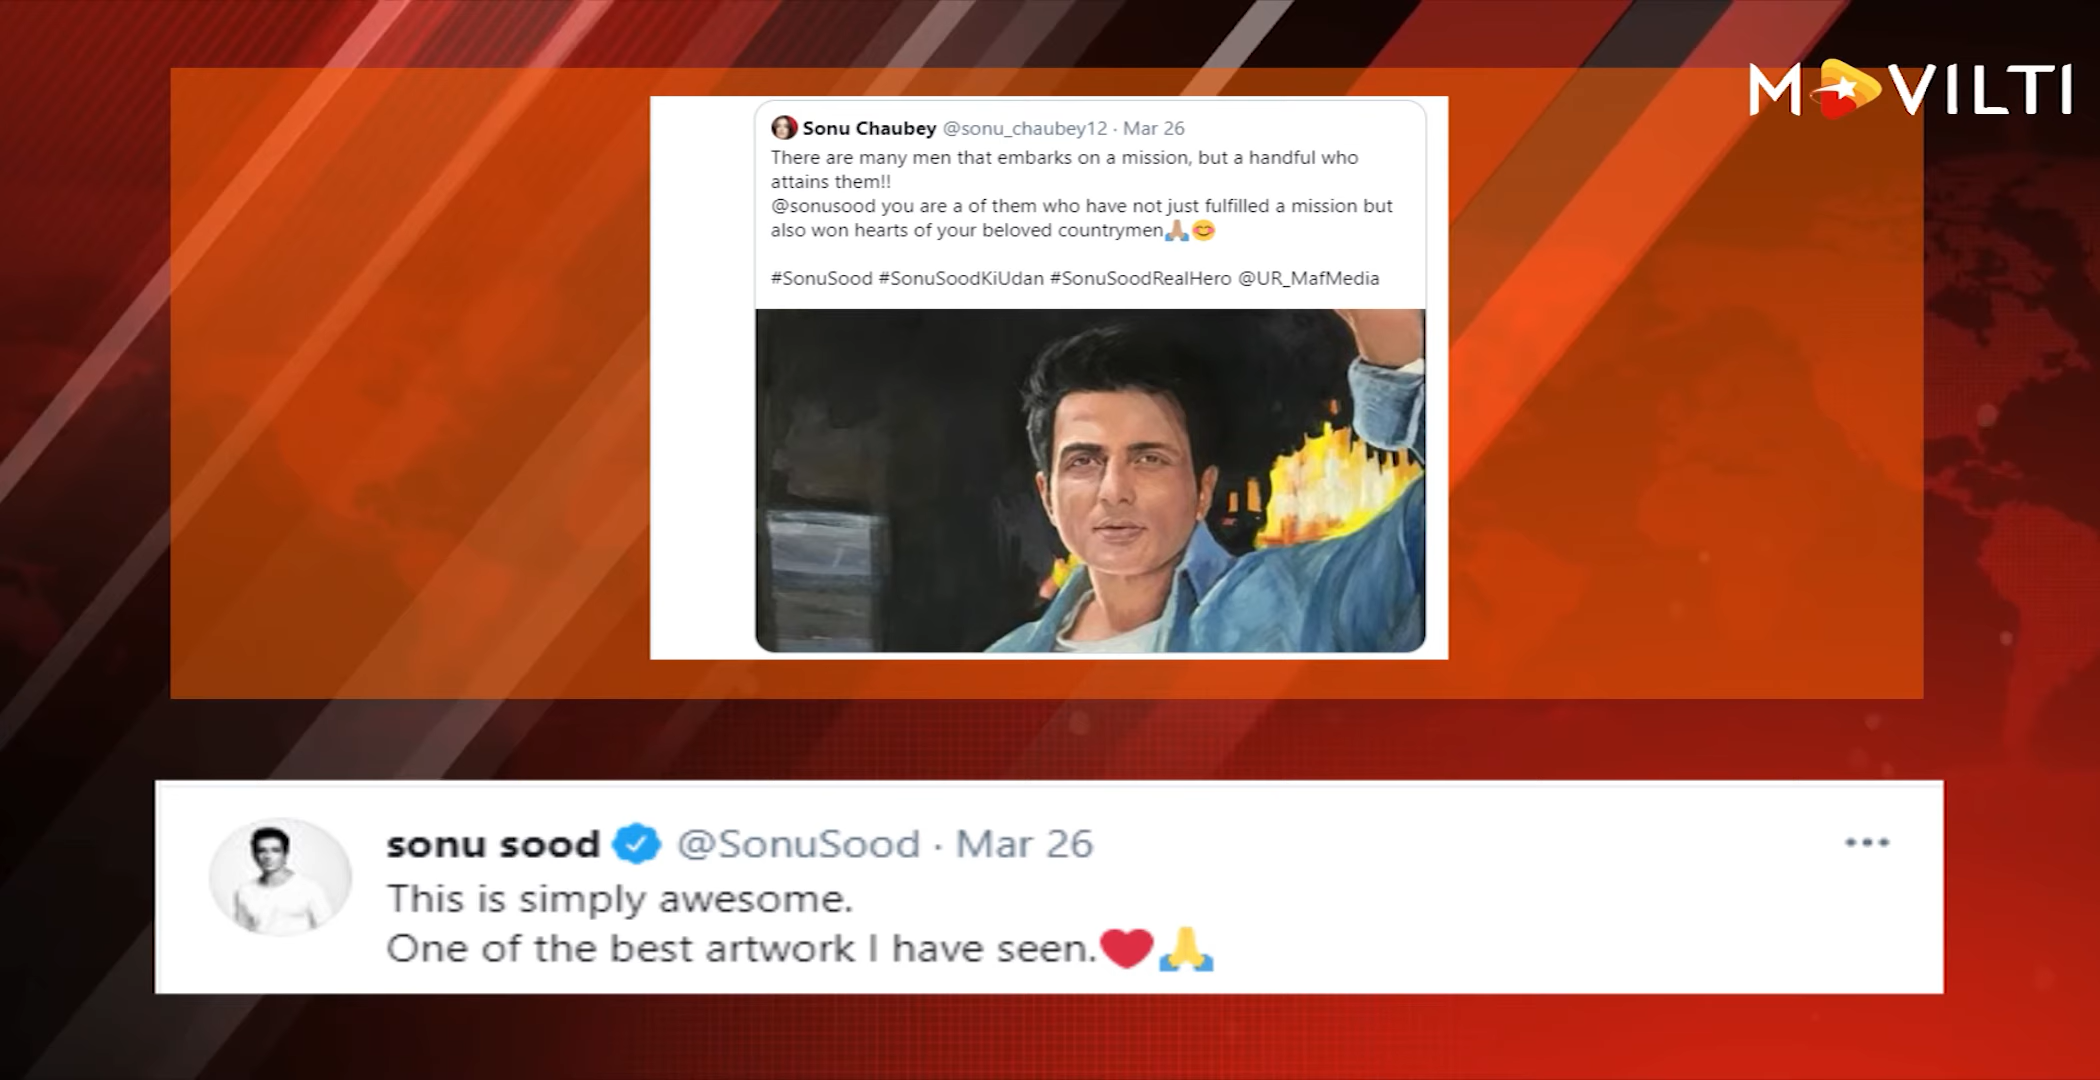 MOVILTI
Sonu Chaubey @sonu_chaubey12 · Mar 26
There are many men that embarks on a mission, but a handful who
attains them!!
@sonusood you are a of them who have not just fulfilled a mission but
also won hearts of your beloved countrymen🙏🏽😊
#SonuSood #SonuSoodKiUdan #SonuSoodRealHero @UR_MafMedia
sonu sood @SonuSood · Mar 26
This is simply awesome.
One of the best artwork I have seen.❤️🙏